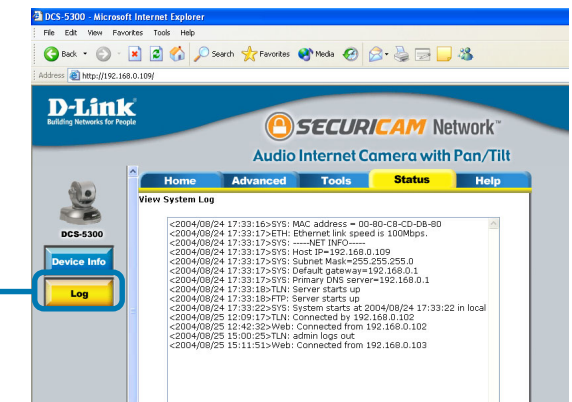 DCS-5300 - Microsoft Internet Explorer
File Edit View Favorites Tools Help
Back Search Favorites Media
Address http://192.168.0.109/
D-Link
Building Networks for People
SECURICAM Network™
Audio Internet Camera with Pan/Tilt
Home Advanced Tools Status Help
DCS-5300
Device Info
Log
View System Log
<2004/08/24 17:33:16>SYS: MAC address = 00-80-C8-CD-DB-80
<2004/08/24 17:33:17>ETH: Ethernet link speed is 100Mbps.
<2004/08/24 17:33:17>SYS: -----NET INFO-----
<2004/08/24 17:33:17>SYS: Host IP=192.168.0.109
<2004/08/24 17:33:17>SYS: Subnet Mask=255.255.255.0
<2004/08/24 17:33:17>SYS: Default gateway=192.168.0.1
<2004/08/24 17:33:17>SYS: Primary DNS server=192.168.0.1
<2004/08/24 17:33:18>TLN: Server starts up
<2004/08/24 17:33:18>FTP: Server starts up
<2004/08/24 17:33:22>SYS: System starts at 2004/08/24 17:33:22 in local
<2004/08/25 12:09:17>TLN: Connected by 192.168.0.102
<2004/08/25 12:42:32>Web: Connected from 192.168.0.102
<2004/08/25 15:00:25>TLN: admin logs out
<2004/08/25 15:11:51>Web: Connected from 192.168.0.103